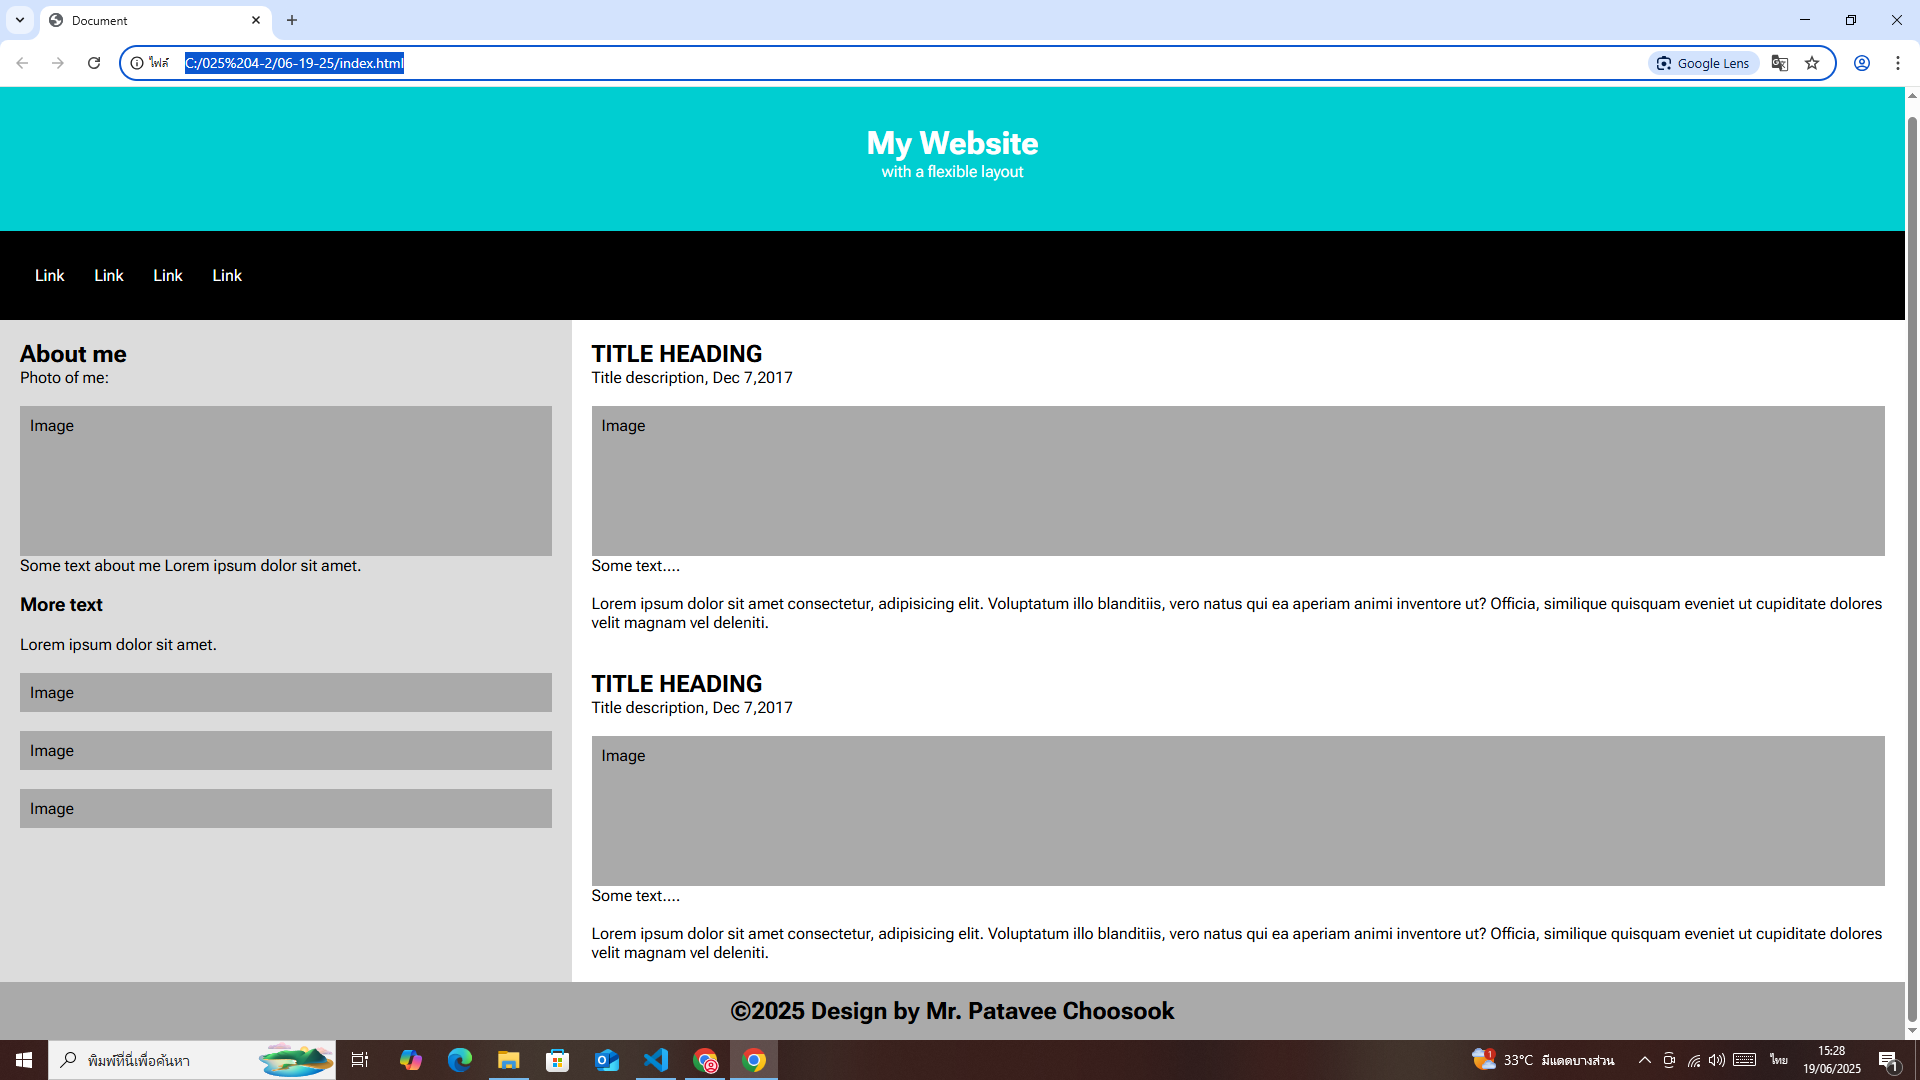 Document
ไฟล์
C:/025%204-2/06-19-25/index.html
Google Lens
My Website
with a flexible layout
Link Link Link Link
About me
Photo of me:
Image
Some text about me Lorem ipsum dolor sit amet.
More text
Lorem ipsum dolor sit amet.
Image
Image
Image
TITLE HEADING
Title description, Dec 7,2017
Image
Some text....
Lorem ipsum dolor sit amet consectetur, adipisicing elit. Voluptatum illo blanditiis, vero natus qui ea aperiam animi inventore ut? Officia, similique quisquam eveniet ut cupiditate dolores
velit magnam vel deleniti.
TITLE HEADING
Title description, Dec 7,2017
Image
Some text....
Lorem ipsum dolor sit amet consectetur, adipisicing elit. Voluptatum illo blanditiis, vero natus qui ea aperiam animi inventore ut? Officia, similique quisquam eveniet ut cupiditate dolores
velit magnam vel deleniti.
©2025 Design by Mr. Patavee Choosook
พิมพ์ที่นี่เพื่อค้นหา
1
33°C มีแดดบางส่วน
ไทย
15:28
19/06/2025
1